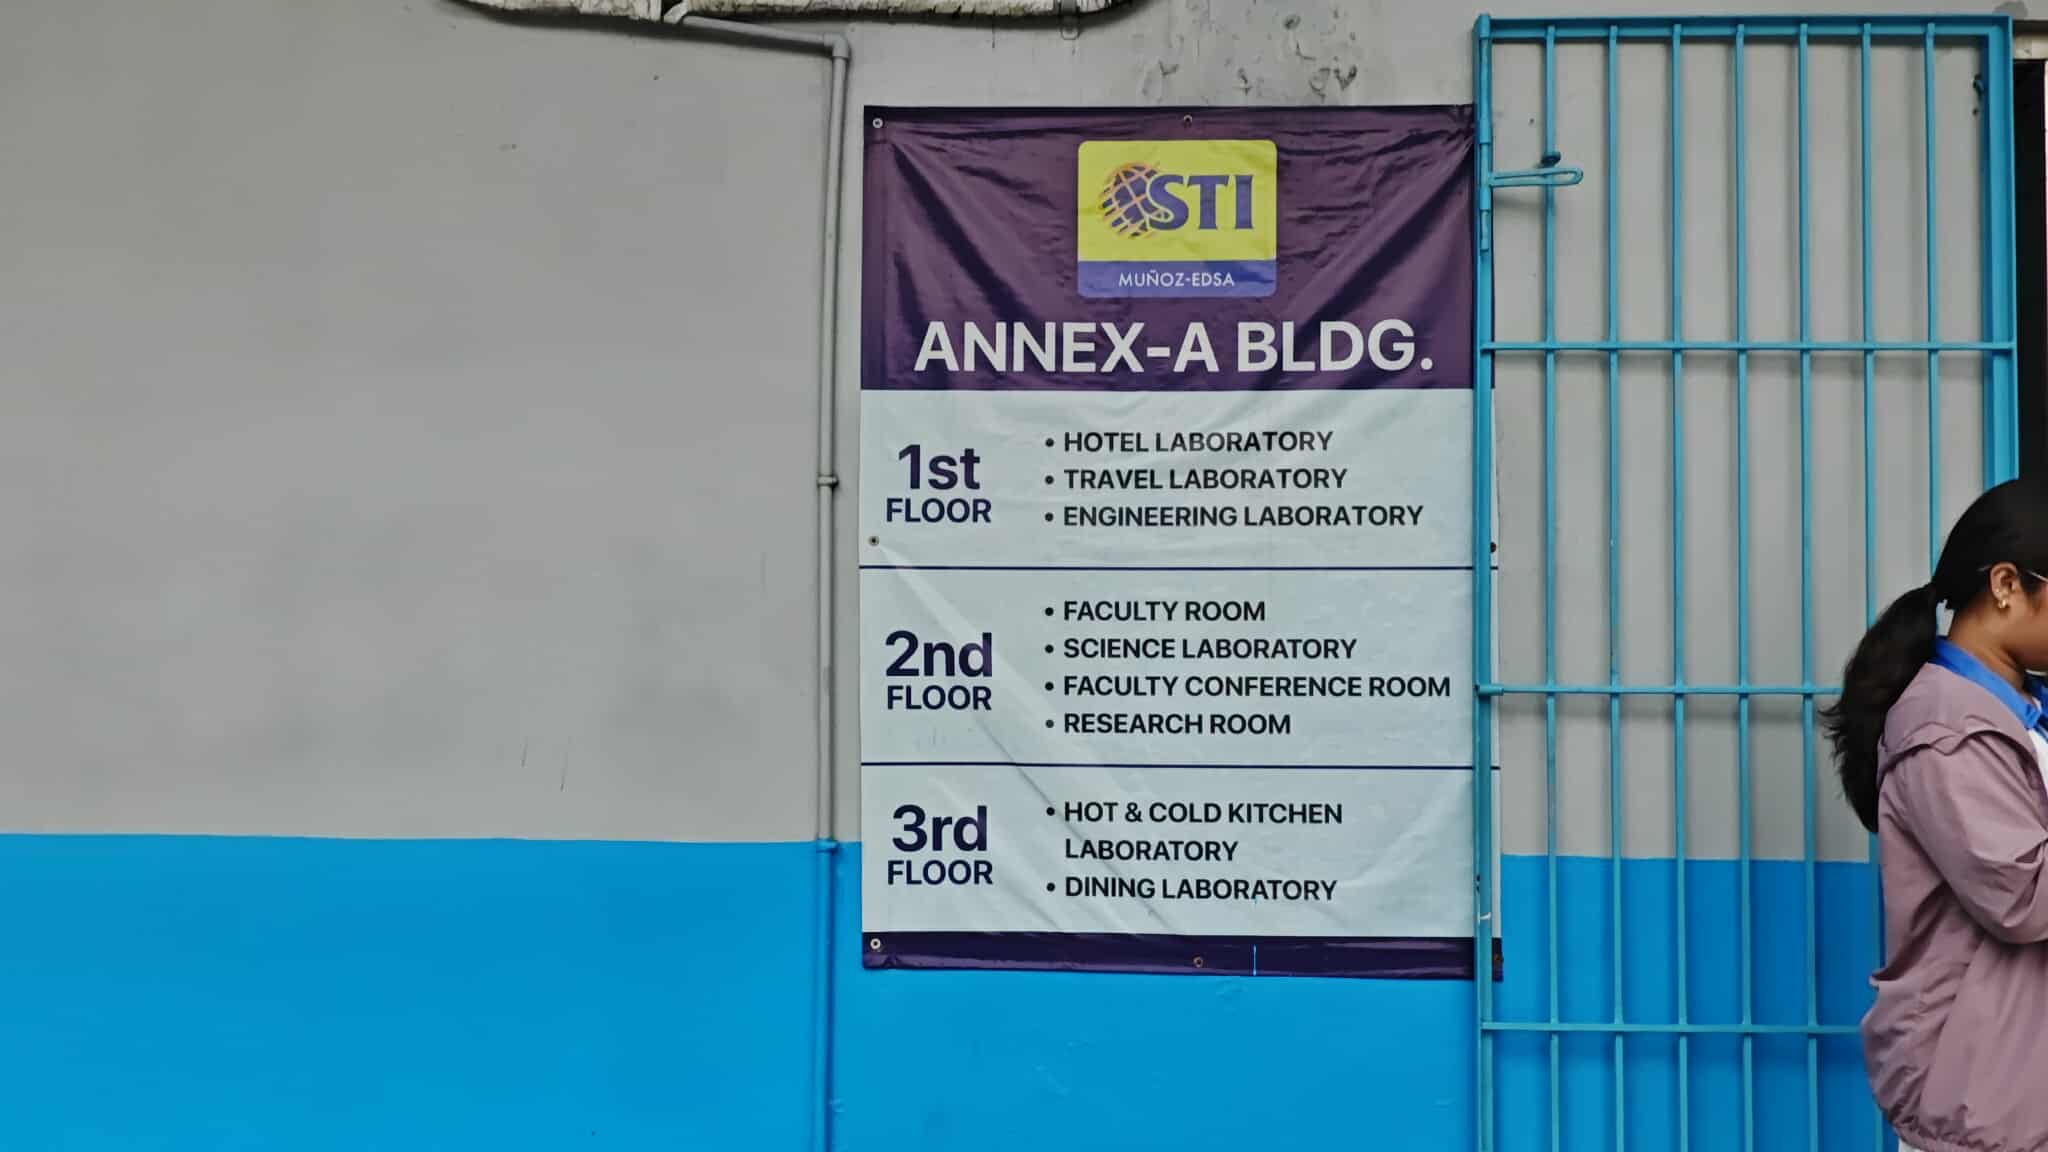 STI
MUÑOZ-EDSA
ANNEX-A BLDG.
1st
FLOOR
• HOTEL LABORATORY
• TRAVEL LABORATORY
• ENGINEERING LABORATORY
2nd
FLOOR
• FACULTY ROOM
• SCIENCE LABORATORY
• FACULTY CONFERENCE ROOM
• RESEARCH ROOM
3rd
FLOOR
• HOT & COLD KITCHEN
LABORATORY
• DINING LABORATORY